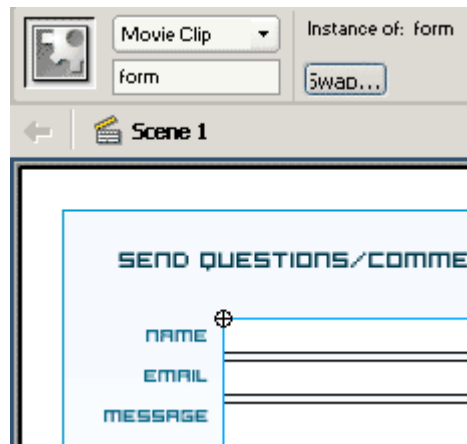 Movie Clip
Instance of: form
form
Swap...
Scene 1
SEND QUESTIONS/COMME
NAME
EMAIL
MESSAGE